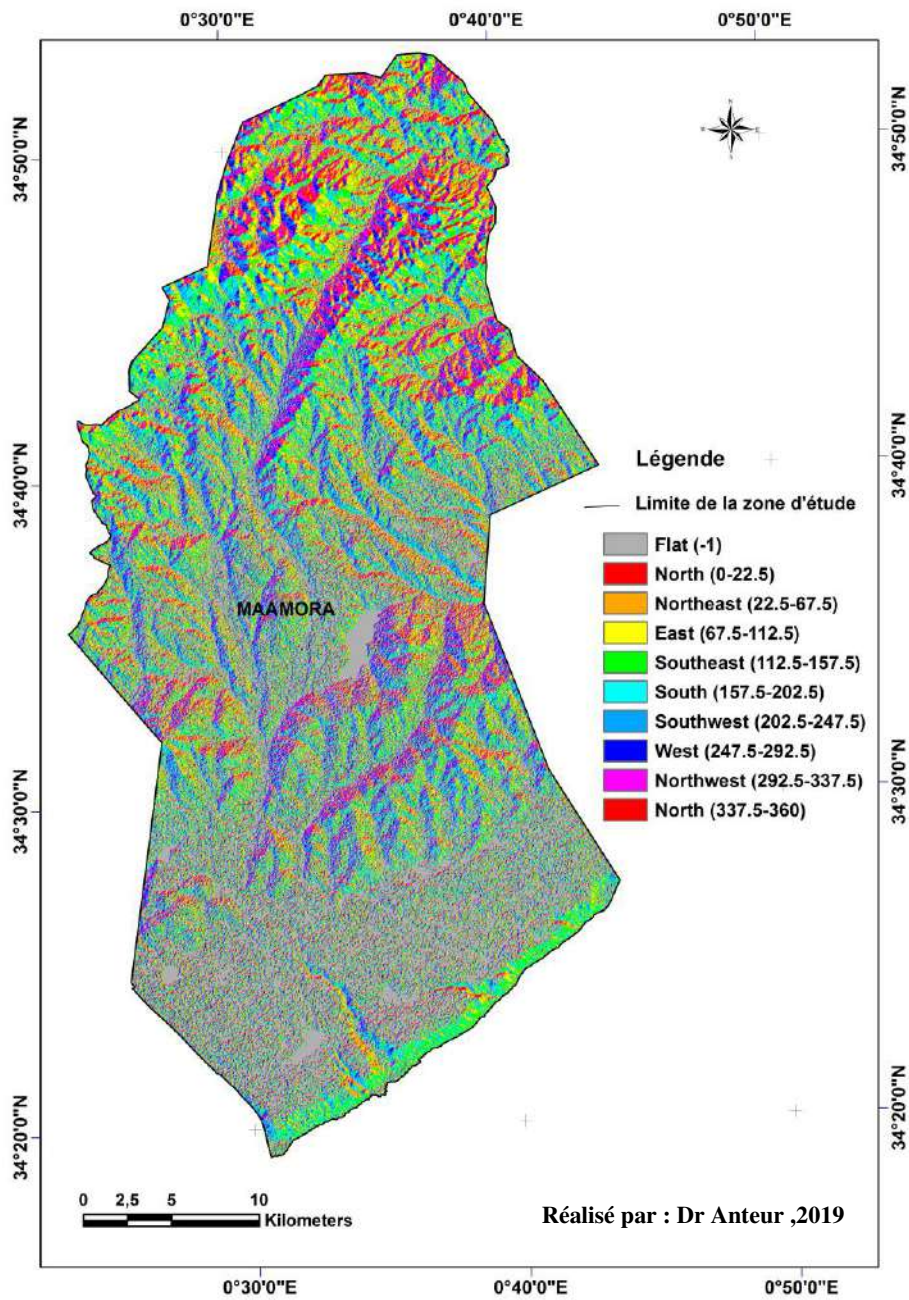 0°30'0"E 0°40'0"E 0°50'0"E
34°50'0"N 34°50'0"N
34°40'0"N 34°40'0"N
34°30'0"N 34°30'0"N
34°20'0"N 34°20'0"N
MAAMORA
Légende
Limite de la zone d'étude
Flat (-1)
North (0-22.5)
Northeast (22.5-67.5)
East (67.5-112.5)
Southeast (112.5-157.5)
South (157.5-202.5)
Southwest (202.5-247.5)
West (247.5-292.5)
Northwest (292.5-337.5)
North (337.5-360)
0 2,5 5 10
Kilometers
Réalisé par : Dr Anteur ,2019
0°30'0"E 0°40'0"E 0°50'0"E